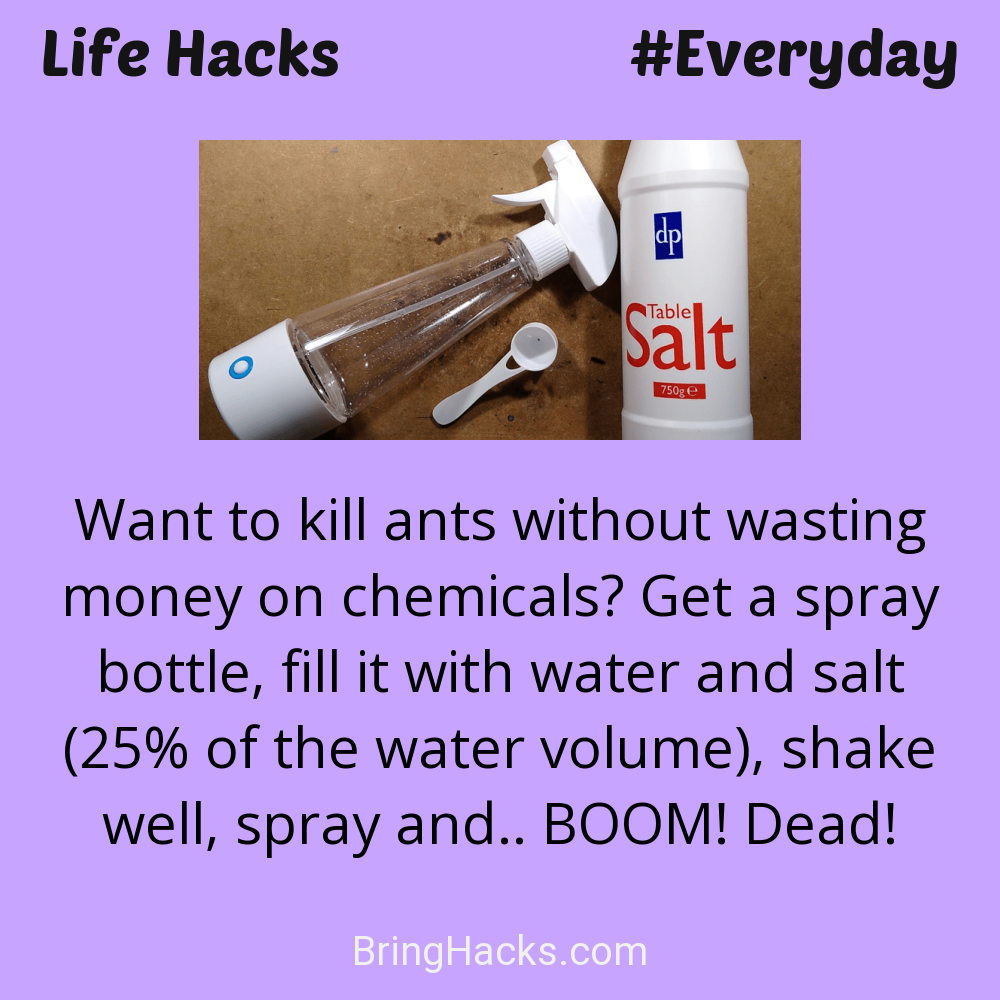 Life Hacks #Everyday
dp
Table
Salt
750g e
Want to kill ants without wasting
money on chemicals? Get a spray
bottle, fill it with water and salt
(25% of the water volume), shake
well, spray and.. BOOM! Dead!
BringHacks.com